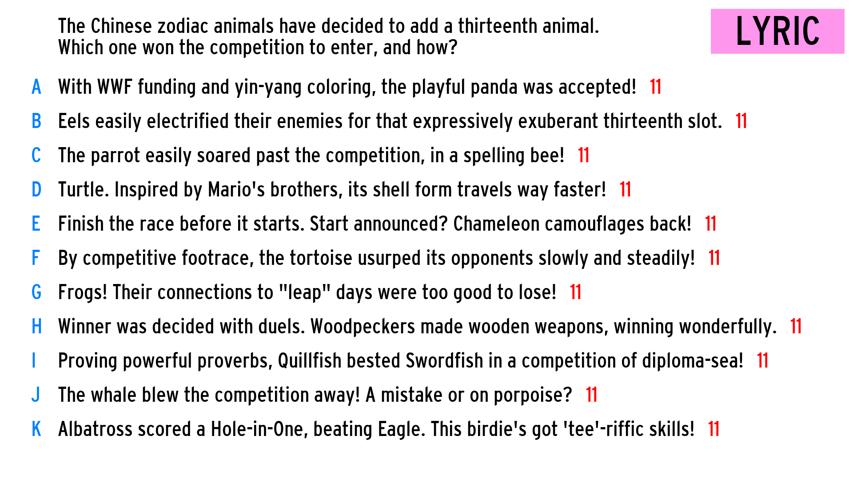 The Chinese zodiac animals have decided to add a thirteenth animal.
Which one won the competition to enter, and how?
LYRIC
A With WWF funding and yin-yang coloring, the playful panda was accepted! 11
B Eels easily electrified their enemies for that expressively exuberant thirteenth slot. 11
C The parrot easily soared past the competition, in a spelling bee! 11
D Turtle. Inspired by Mario's brothers, its shell form travels way faster! 11
E Finish the race before it starts. Start announced? Chameleon camouflages back! 11
F By competitive footrace, the tortoise usurped its opponents slowly and steadily! 11
G Frogs! Their connections to "leap" days were too good to lose! 11
H Winner was decided with duels. Woodpeckers made wooden weapons, winning wonderfully. 11
I Proving powerful proverbs, Quillfish bested Swordfish in a competition of diploma-sea! 11
J The whale blew the competition away! A mistake or on porpoise? 11
K Albatross scored a Hole-in-One, beating Eagle. This birdie's got 'tee'-riffic skills! 11